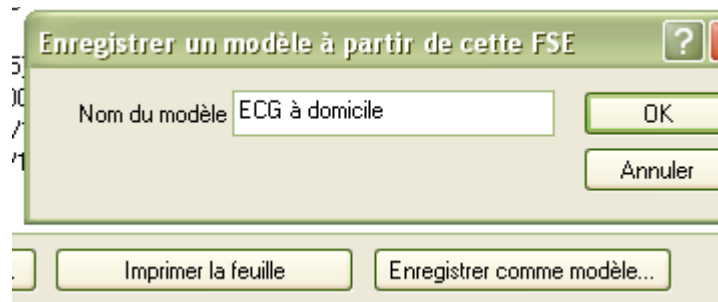 Enregistrer un modèle à partir de cette FSE
Nom du modèle ECG à domicile OK
Annuler
Imprimer la feuille Enregistrer comme modèle...